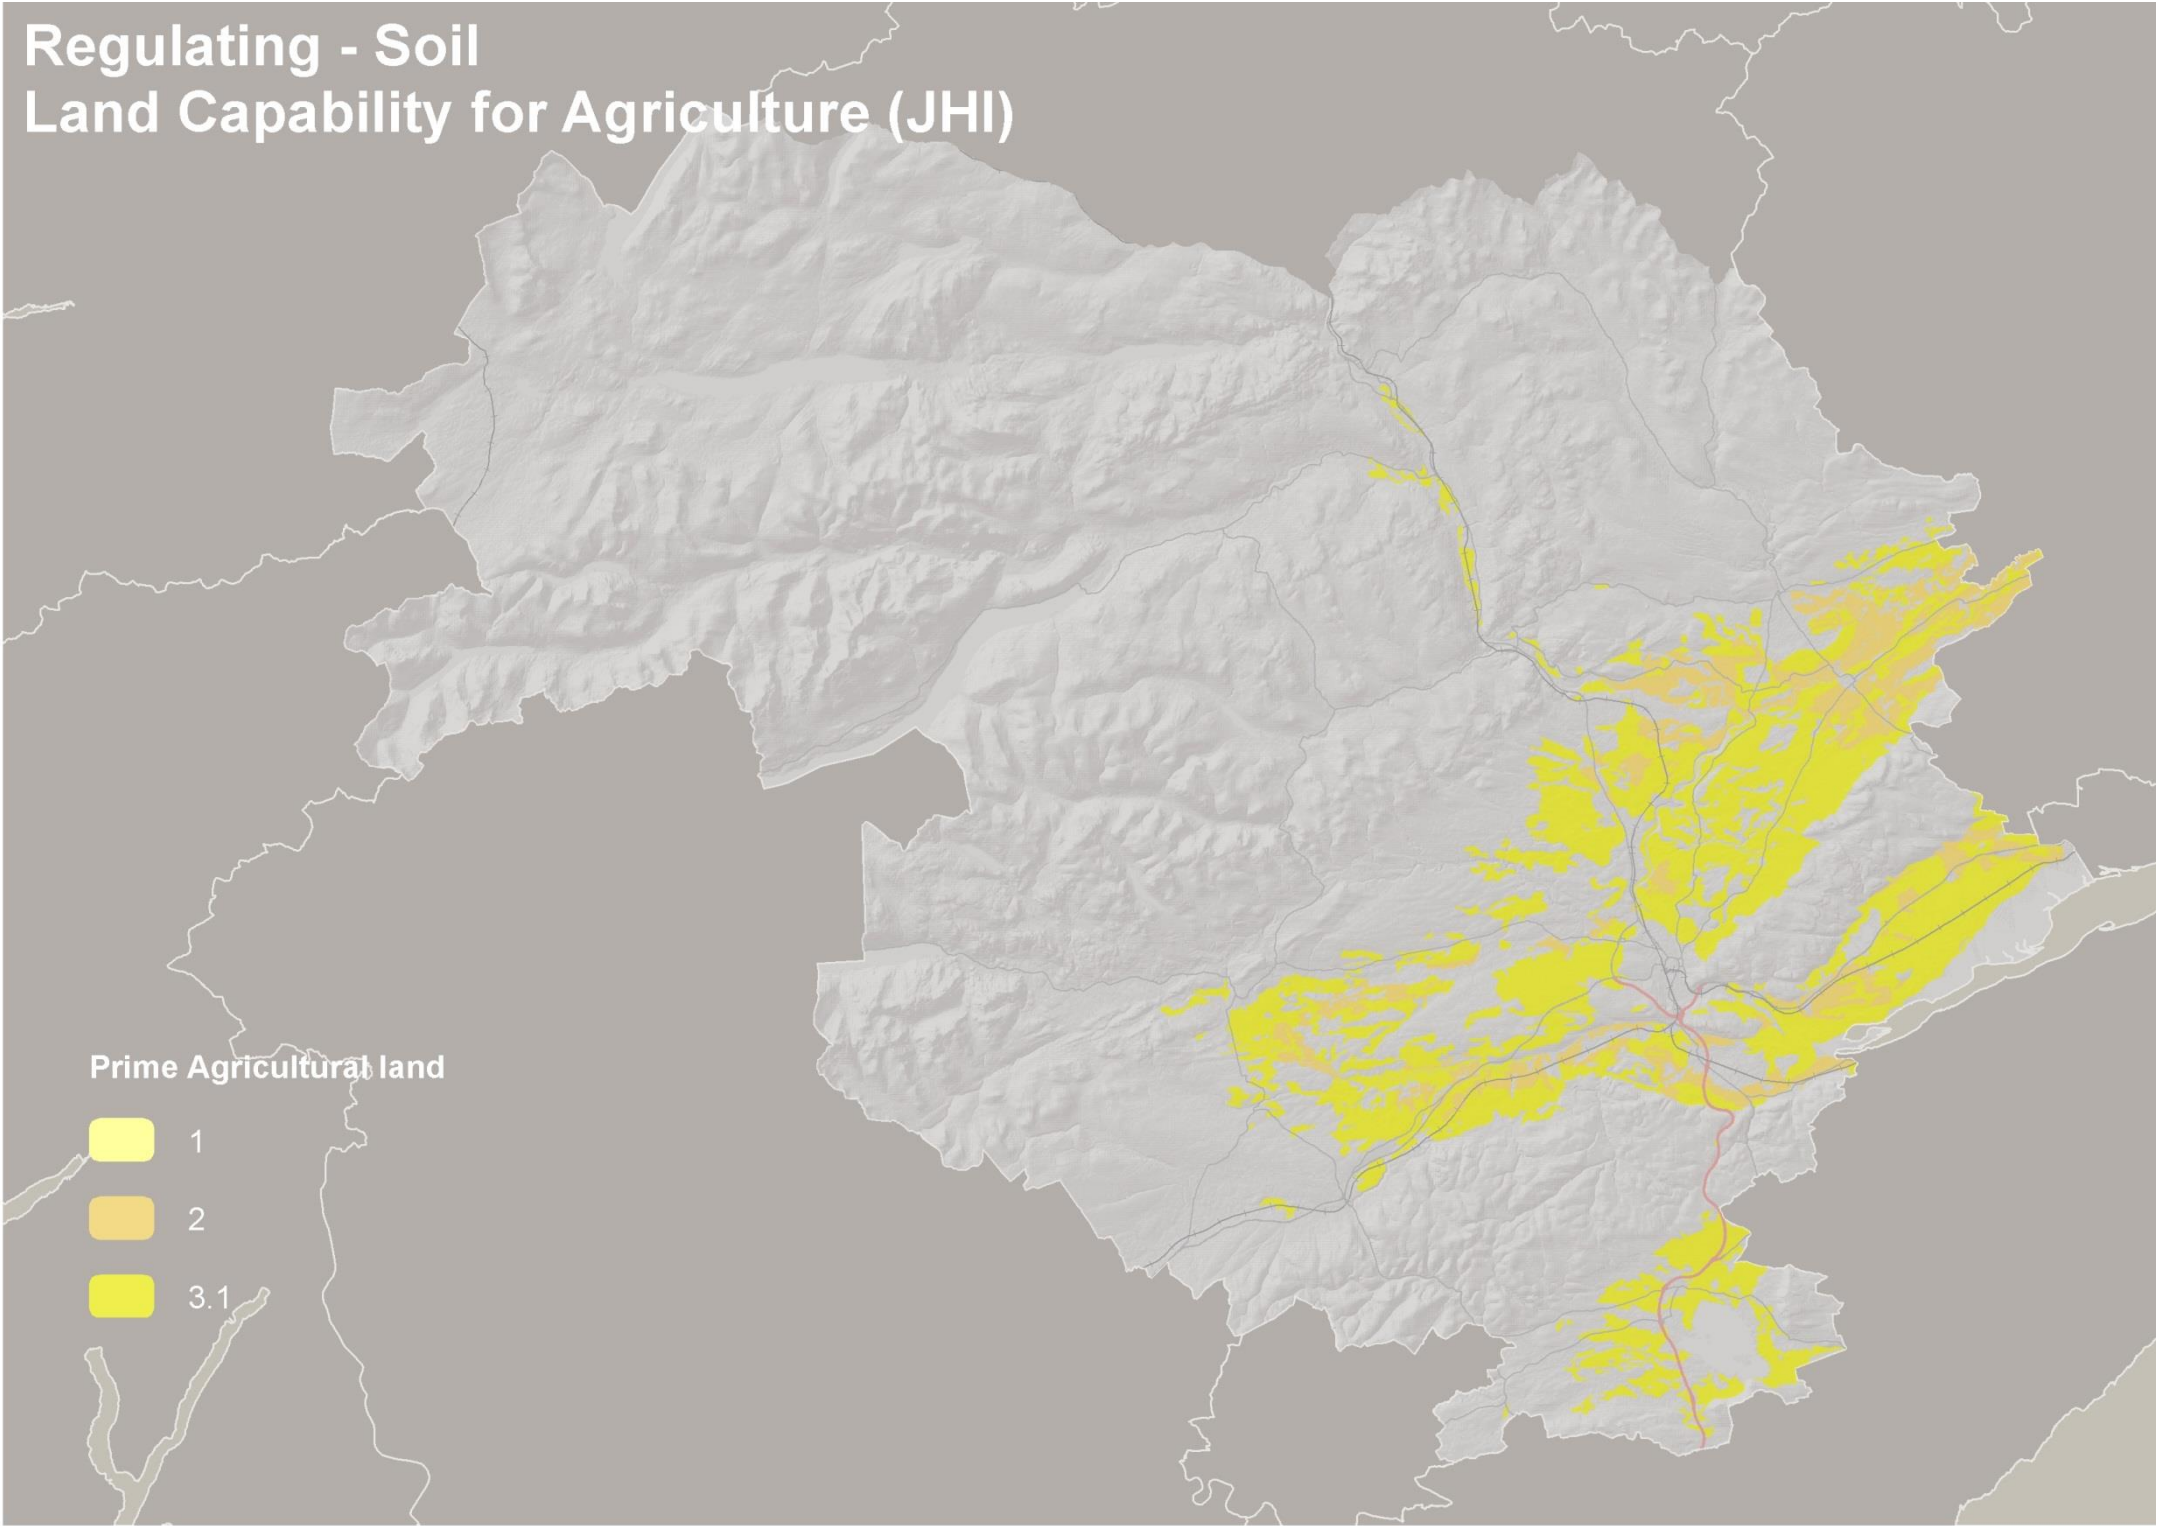 Regulating - Soil
Land Capability for Agriculture (JHI)
Prime Agricultural land
1
2
3.1